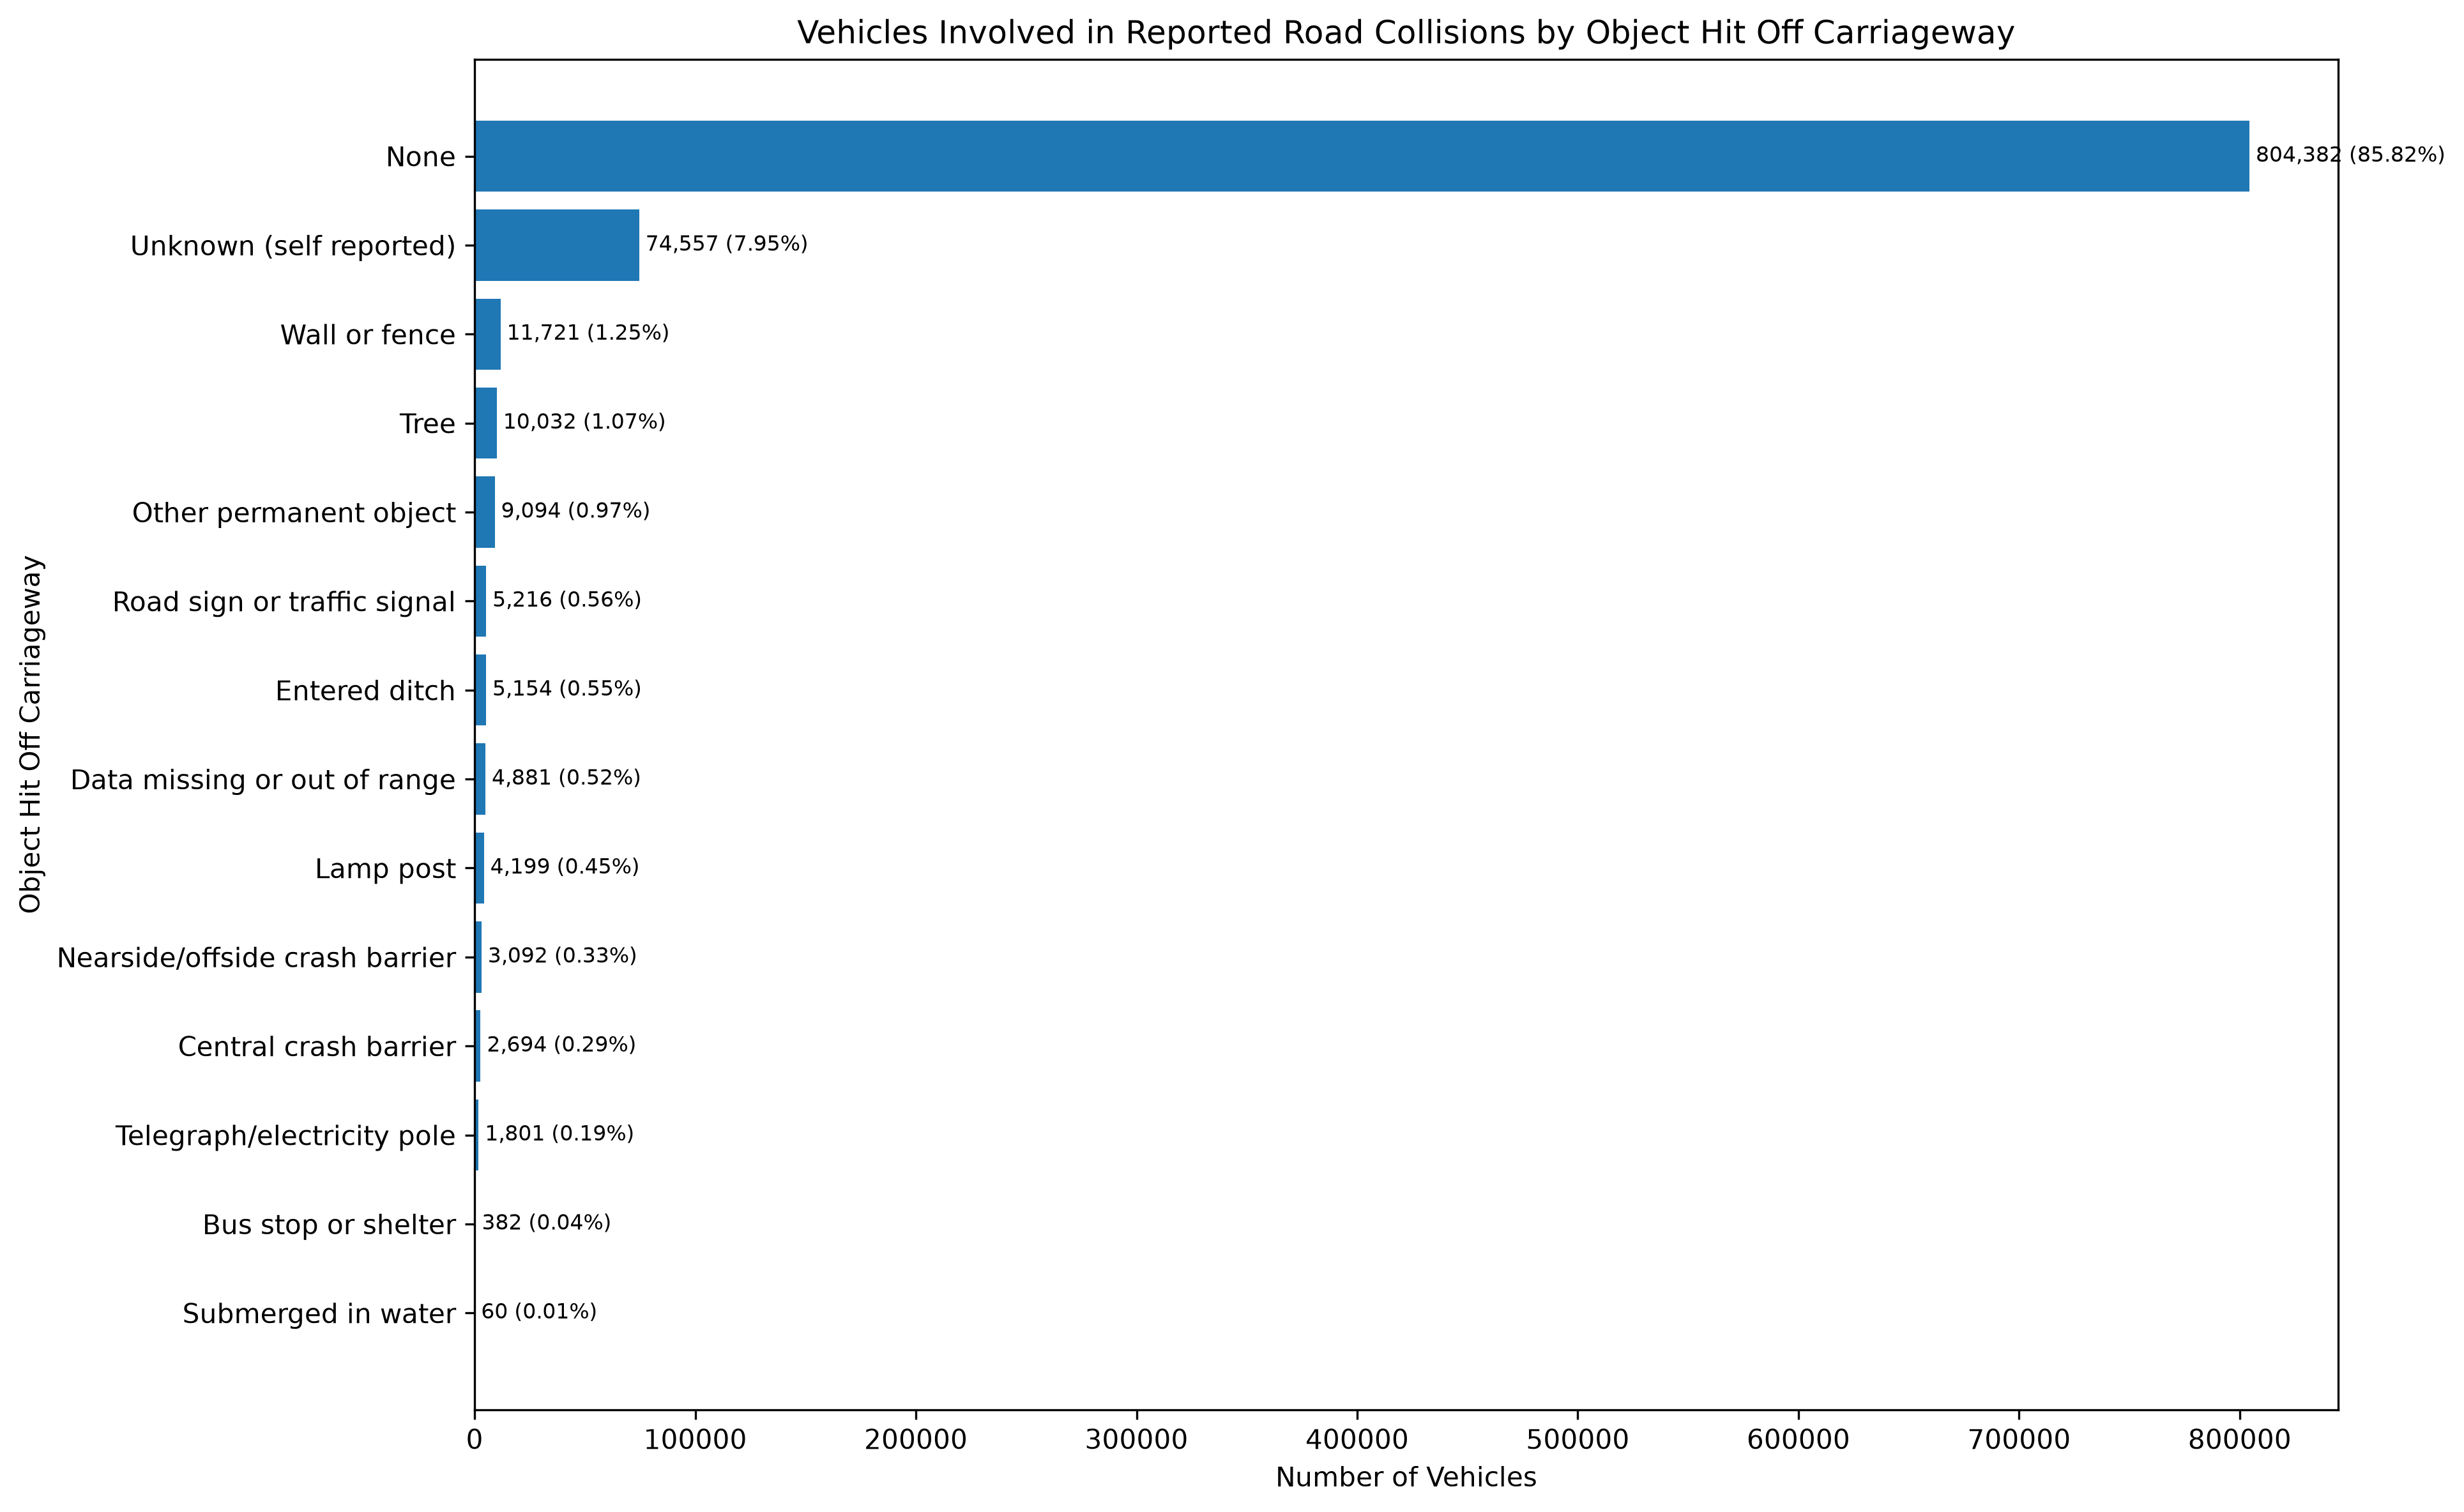 Vehicles Involved in Reported Road Collisions by Object Hit Off Carriageway
Object Hit Off Carriageway
None 804,382 (85.82%)
Unknown (self reported) 74,557 (7.95%)
Wall or fence 11,721 (1.25%)
Tree 10,032 (1.07%)
Other permanent object 9,094 (0.97%)
Road sign or traffic signal 5,216 (0.56%)
Entered ditch 5,154 (0.55%)
Data missing or out of range 4,881 (0.52%)
Lamp post 4,199 (0.45%)
Nearside/offside crash barrier 3,092 (0.33%)
Central crash barrier 2,694 (0.29%)
Telegraph/electricity pole 1,801 (0.19%)
Bus stop or shelter 382 (0.04%)
Submerged in water 60 (0.01%)
0 100000 200000 300000 400000 500000 600000 700000 800000
Number of Vehicles